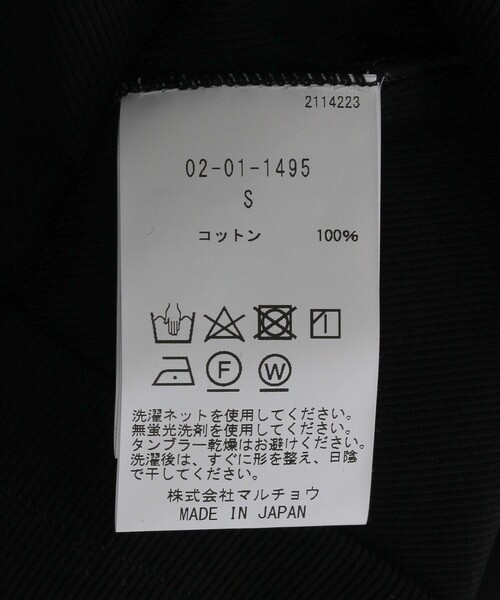 2114223
02-01-1495
S
コットン 100%
F W
洗濯ネットを使用してください。
無蛍光洗剤を使用してください。
タンブラー乾燥はお避けください。
洗濯後は、すぐに形を整え、日陰
で干してください。
株式会社マルチョウ
MADE IN JAPAN